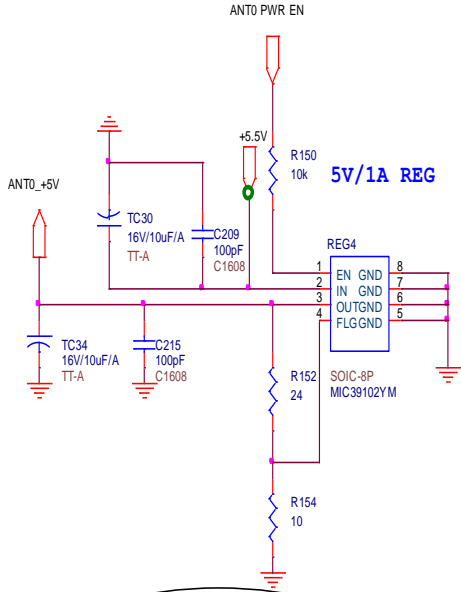 ANT0 PWR EN
+5.5V
R150
10k
5V/1A REG
ANT0_+5V
TC30
16V/10uF/A
TT-A
C209
100pF
C1608
REG4
1 EN GND 8
2 IN GND 7
3 OUTGND 6
4 FLGGND 5
SOIC-8P
MIC39102YM
TC34
16V/10uF/A
TT-A
C215
100pF
C1608
R152
24
R154
10